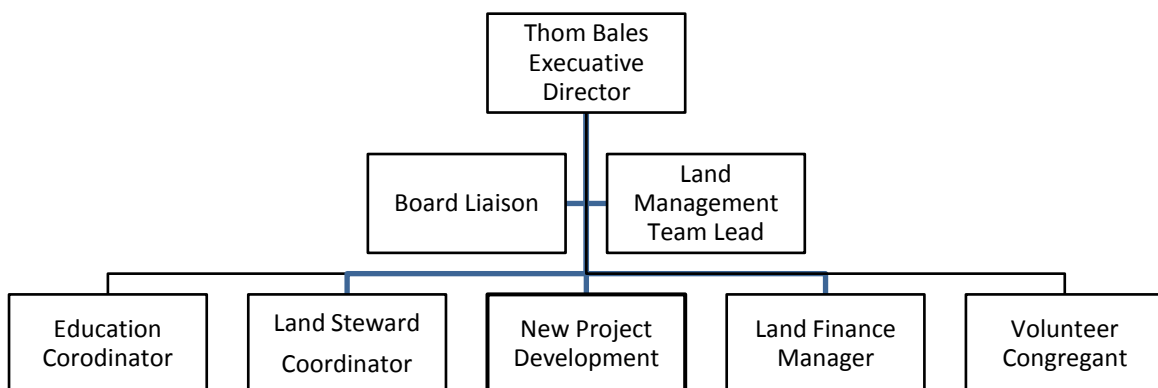 Thom Bales
Execuative
Director
Board Liaison
Land
Management
Team Lead
Education
Corodinator
Land Steward
Coordinator
New Project
Development
Land Finance
Manager
Volunteer
Congregant